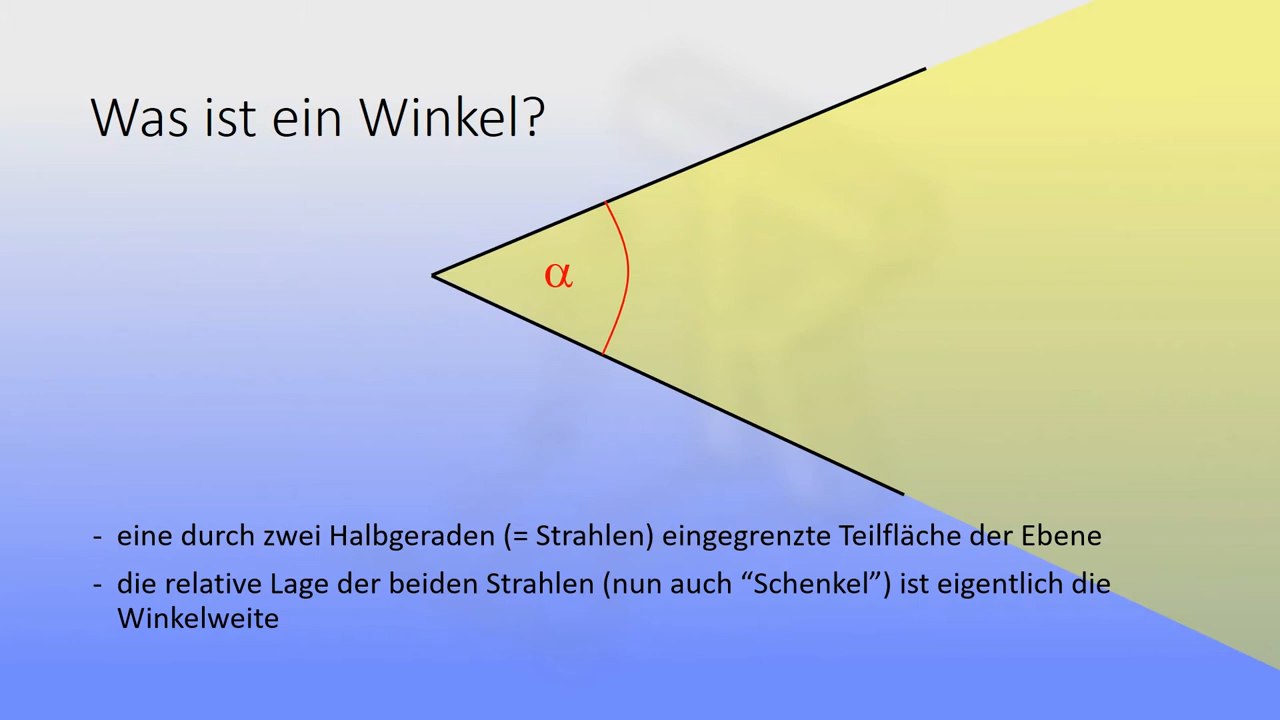 Was ist ein Winkel?
α
- eine durch zwei Halbgeraden (= Strahlen) eingegrenzte Teilfläche der Ebene
- die relative Lage der beiden Strahlen (nun auch “Schenkel”) ist eigentlich die
Winkelweite